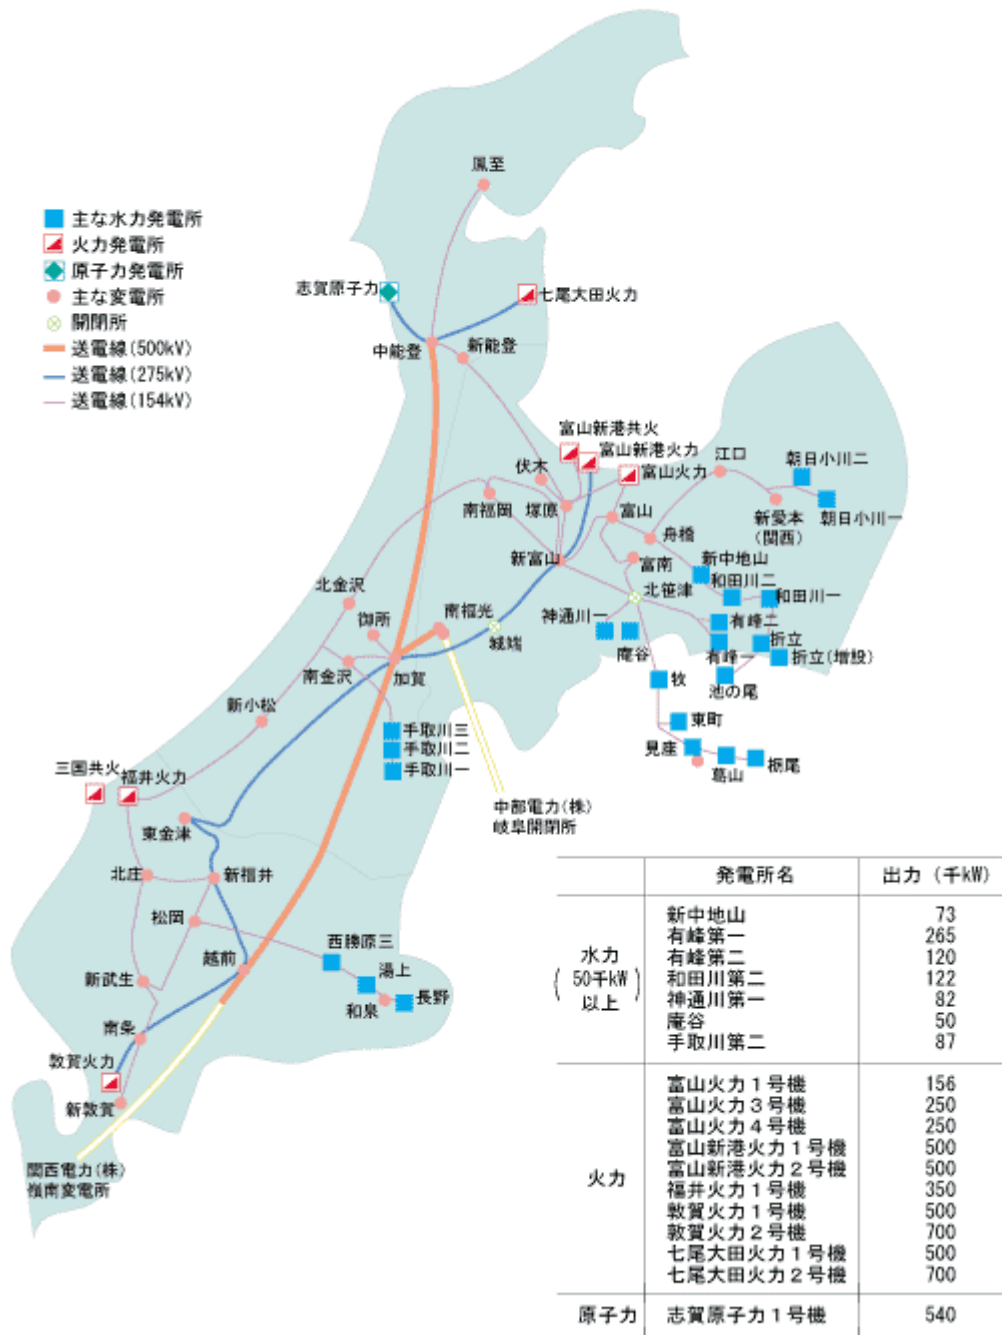 鳳至
主な水力発電所
火力発電所
原子力発電所
主な変電所
開閉所
送電線(500kV)
送電線(275kV)
送電線(154kV)
志賀原子力
七尾大田火力
中能登
新能登
富山新港共火
富山新港火力
富山火力
伏木
南福岡
塚原
富山
江口
朝日小川二
朝日小川一
新愛本
(関西)
舟橋
新富山
富南
新中地山
和田川二
和田川一
北笹津
神通川一
庵谷
有峰二
有峰一
折立
折立(増設)
池の尾
北金沢
御所
南福光
城端
南金沢
加賀
牧
東町
見座
葛山
栃尾
新小松
手取川三
手取川二
手取川一
三国共火
福井火力
中部電力(株)
岐阜開閉所
東金津
北庄
新福井
松岡
越前
西勝原三
湯上
和泉
長野
新武生
南条
敦賀火力
新敦賀
関西電力(株)
嶺南変電所
発電所名 出力 (千kW)
水力
(50千kW
以上)
新中地山 73
有峰第一 265
有峰第二 120
和田川第二 122
神通川第一 82
庵谷 50
手取川第二 87
火力
富山火力1号機 156
富山火力3号機 250
富山火力4号機 250
富山新港火力1号機 500
富山新港火力2号機 500
福井火力1号機 350
敦賀火力1号機 500
敦賀火力2号機 700
七尾大田火力1号機 500
七尾大田火力2号機 700
原子力 志賀原子力1号機 540